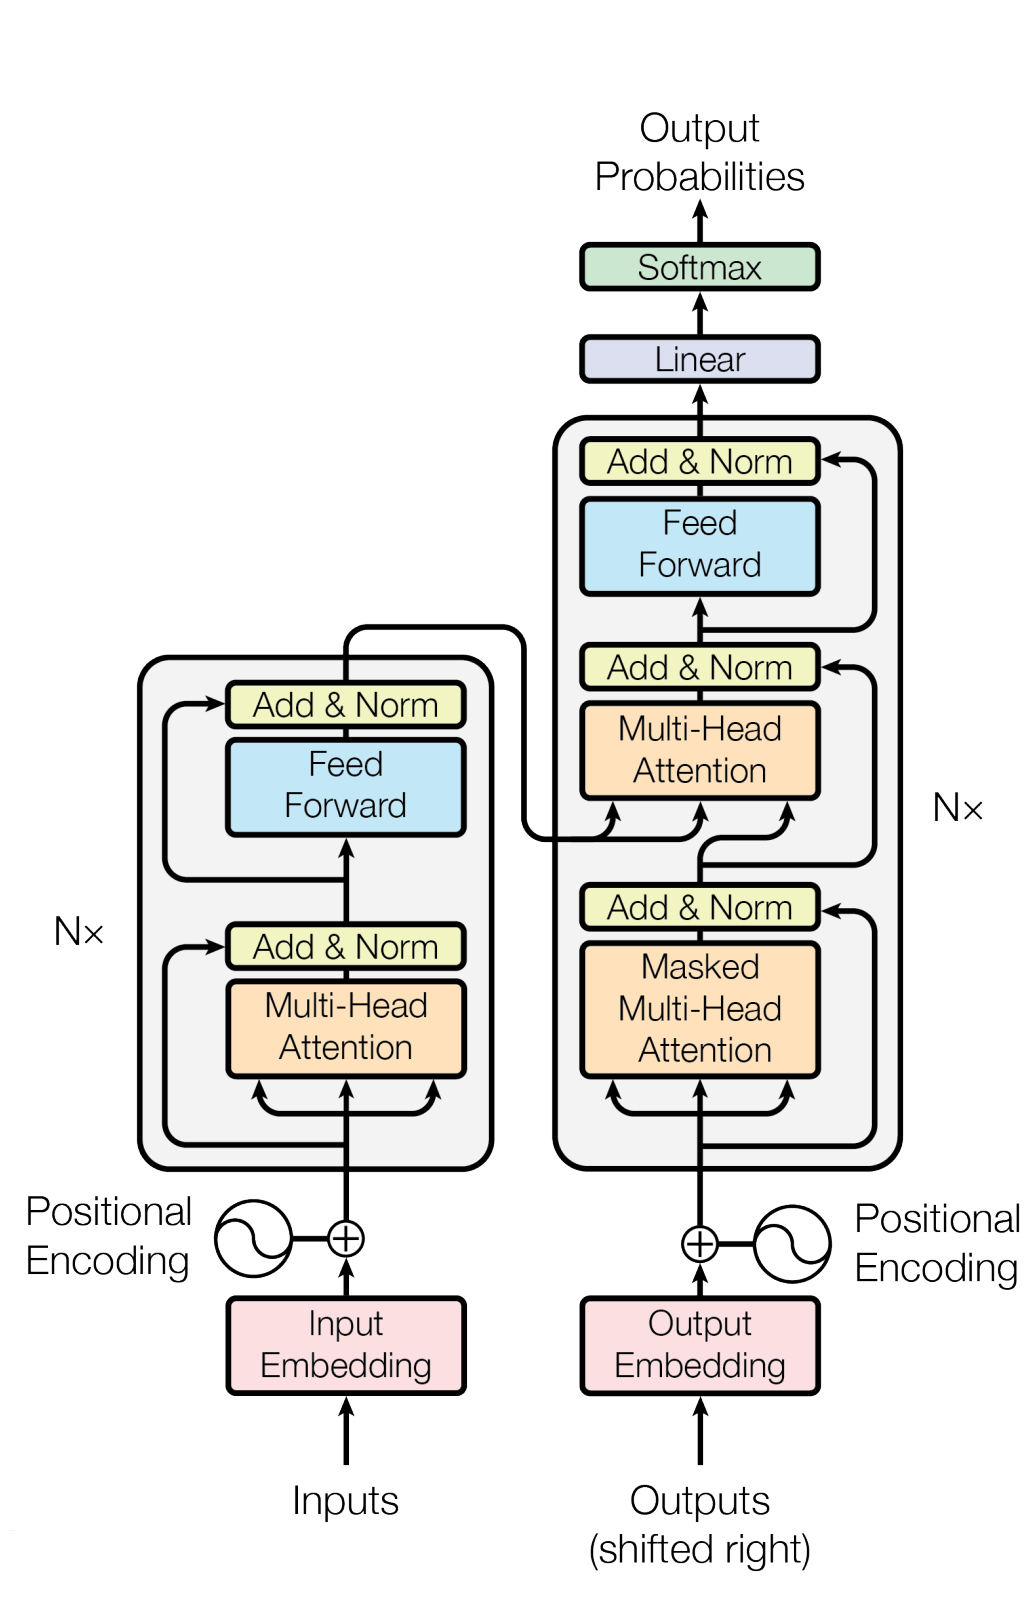 Output
Probabilities
Softmax
Linear
Add & Norm
Feed
Forward
Add & Norm
Multi-Head
Attention
N×
Add & Norm
Masked
Multi-Head
Attention
Add & Norm
Feed
Forward
N×
Add & Norm
Multi-Head
Attention
Positional
Encoding
Positional
Encoding
Input
Embedding
Output
Embedding
Inputs
Outputs
(shifted right)